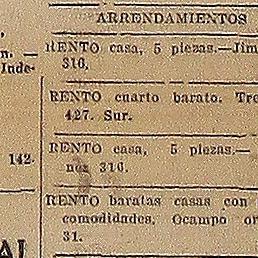 ARRENDAMIENTOS
n. —
Inde-
RENTO casa, 5 piezas.—Jim
316.
RENTO cuarto barato. Tre
427. Sur.
142.
RENTO casa, 5 piezas.—
nez 316.
RENTO baratas casas con
comodidades. Ocampo or
31.
AL